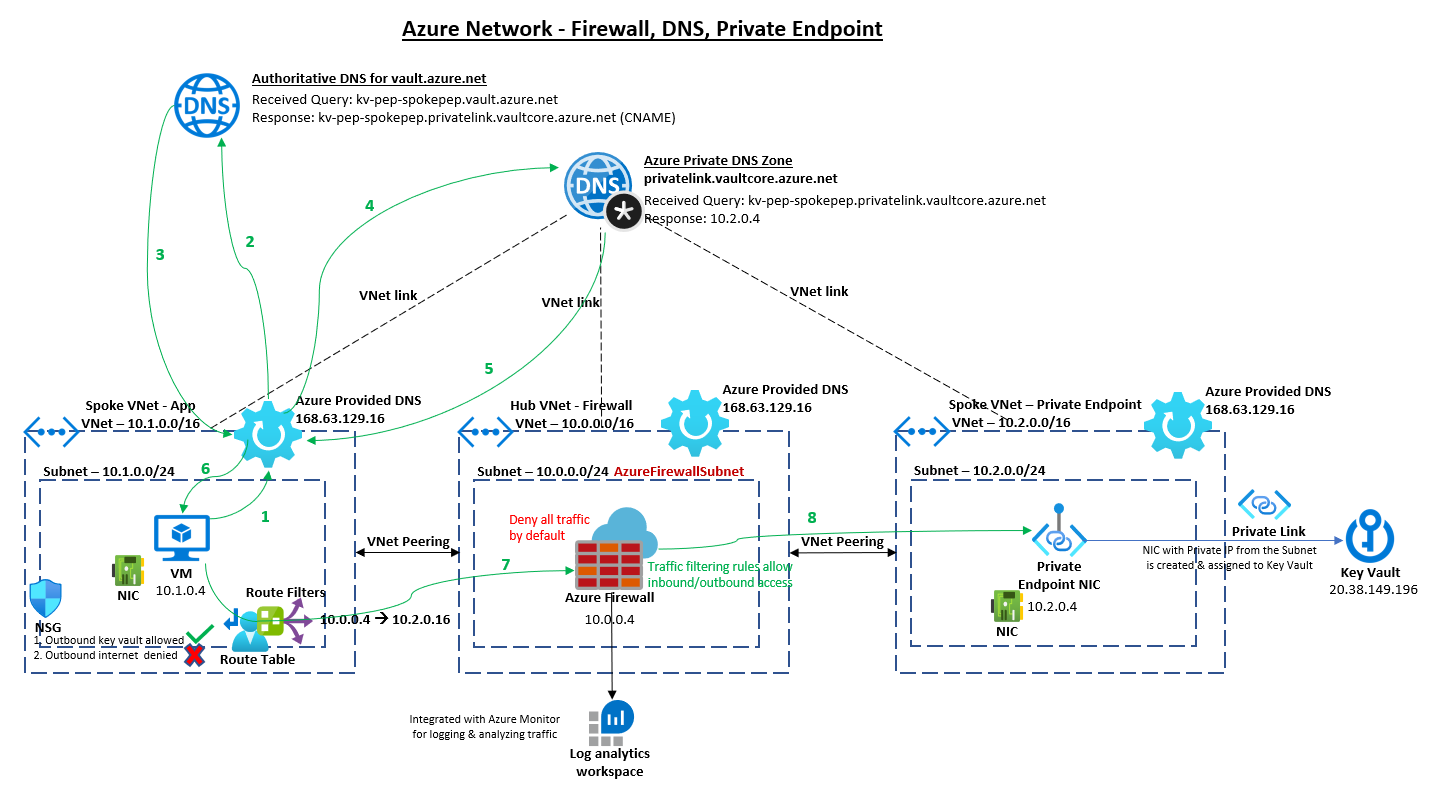 Azure Network - Firewall, DNS, Private Endpoint
DNS
Authoritative DNS for vault.azure.net
Received Query: kv-pep-spokepep.vault.azure.net
Response: kv-pep-spokepep.privatelink.vaultcore.azure.net (CNAME)
DNS
Azure Private DNS Zone
privatelink.vaultcore.azure.net
Received Query: kv-pep-spokepep.privatelink.vaultcore.azure.net
Response: 10.2.0.4
4
2
3
VNet link
VNet link
VNet link
5
Spoke VNet - App
VNet – 10.1.0.0/16
Azure Provided DNS
168.63.129.16
Hub VNet - Firewall
VNet – 10.0.0.0/16
Azure Provided DNS
168.63.129.16
Spoke VNet – Private Endpoint
VNet – 10.2.0.0/16
Azure Provided DNS
168.63.129.16
Subnet – 10.1.0.0/24
6
1
VM
10.1.0.4
NIC
NSG
1. Outbound key vault allowed
2. Outbound internet denied
Route Filters
Route Table
10.0.0.4 → 10.2.0.16
VNet Peering
7
Subnet – 10.0.0.0/24 AzureFirewallSubnet
Deny all traffic
by default
Traffic filtering rules allow
inbound/outbound access
Azure Firewall
10.0.0.4
8
VNet Peering
Subnet – 10.2.0.0/24
Private
Endpoint NIC
10.2.0.4
NIC
Private Link
NIC with Private IP from the Subnet
is created & assigned to Key Vault
Key Vault
20.38.149.196
Integrated with Azure Monitor
for logging & analyzing traffic
Log analytics
workspace